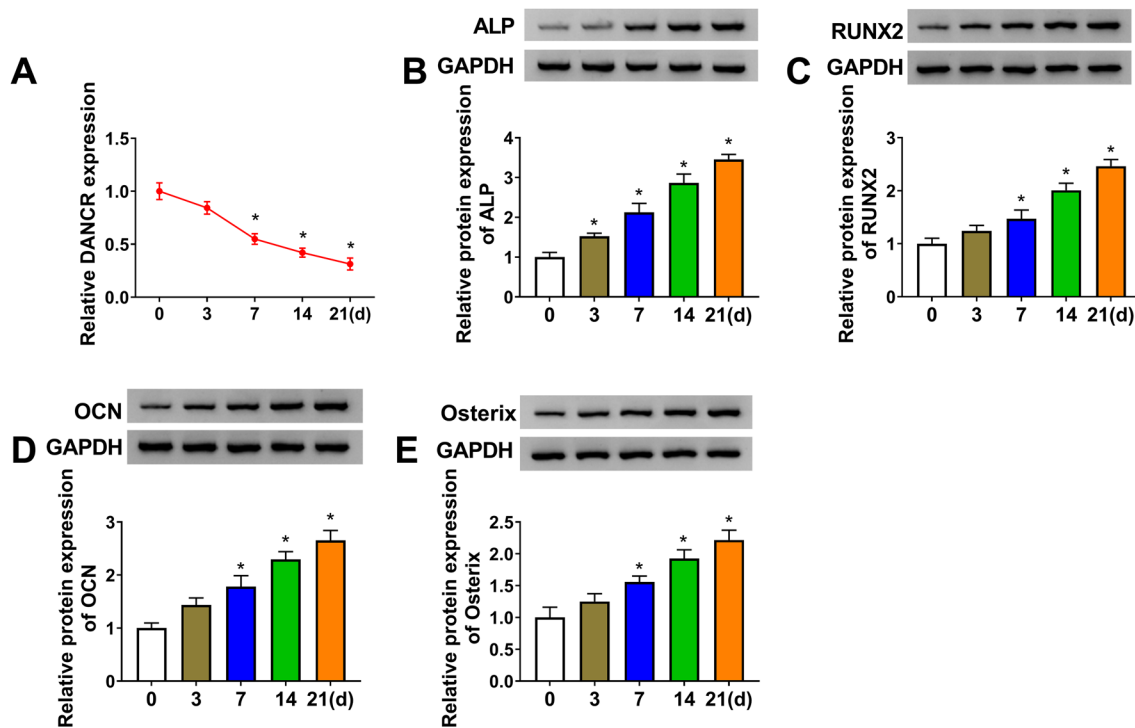 A
Relative DANCR expression
1.5
1.0
0.5
0.0
* * *
0 3 7 14 21(d)
B
ALP
GAPDH
Relative protein expression
of ALP
4
3
2
1
0
* * * *
0 3 7 14 21(d)
C
RUNX2
GAPDH
Relative protein expression
of RUNX2
3
2
1
0
* * *
0 3 7 14 21(d)
D
OCN
GAPDH
Relative protein expression
of OCN
3
2
1
0
* * *
0 3 7 14 21(d)
E
Osterix
GAPDH
Relative protein expression
of Osterix
2.5
2.0
1.5
1.0
0.5
0.0
* * *
0 3 7 14 21(d)